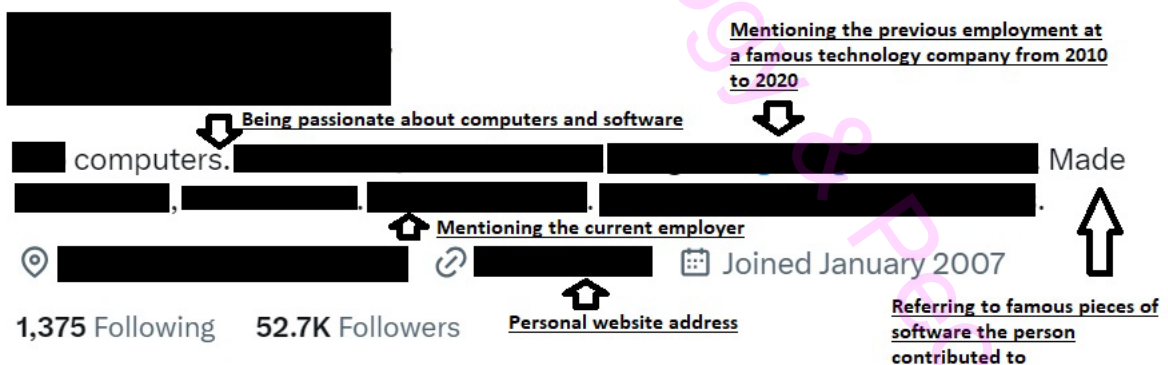 Mentioning the previous employment at
a famous technology company from 2010
to 2020
Being passionate about computers and software
computers.
. Made
, . . .
Mentioning the current employer
Joined January 2007
1,375 Following 52.7K Followers
Personal website address
Referring to famous pieces of
software the person
contributed to
ogy & Pec